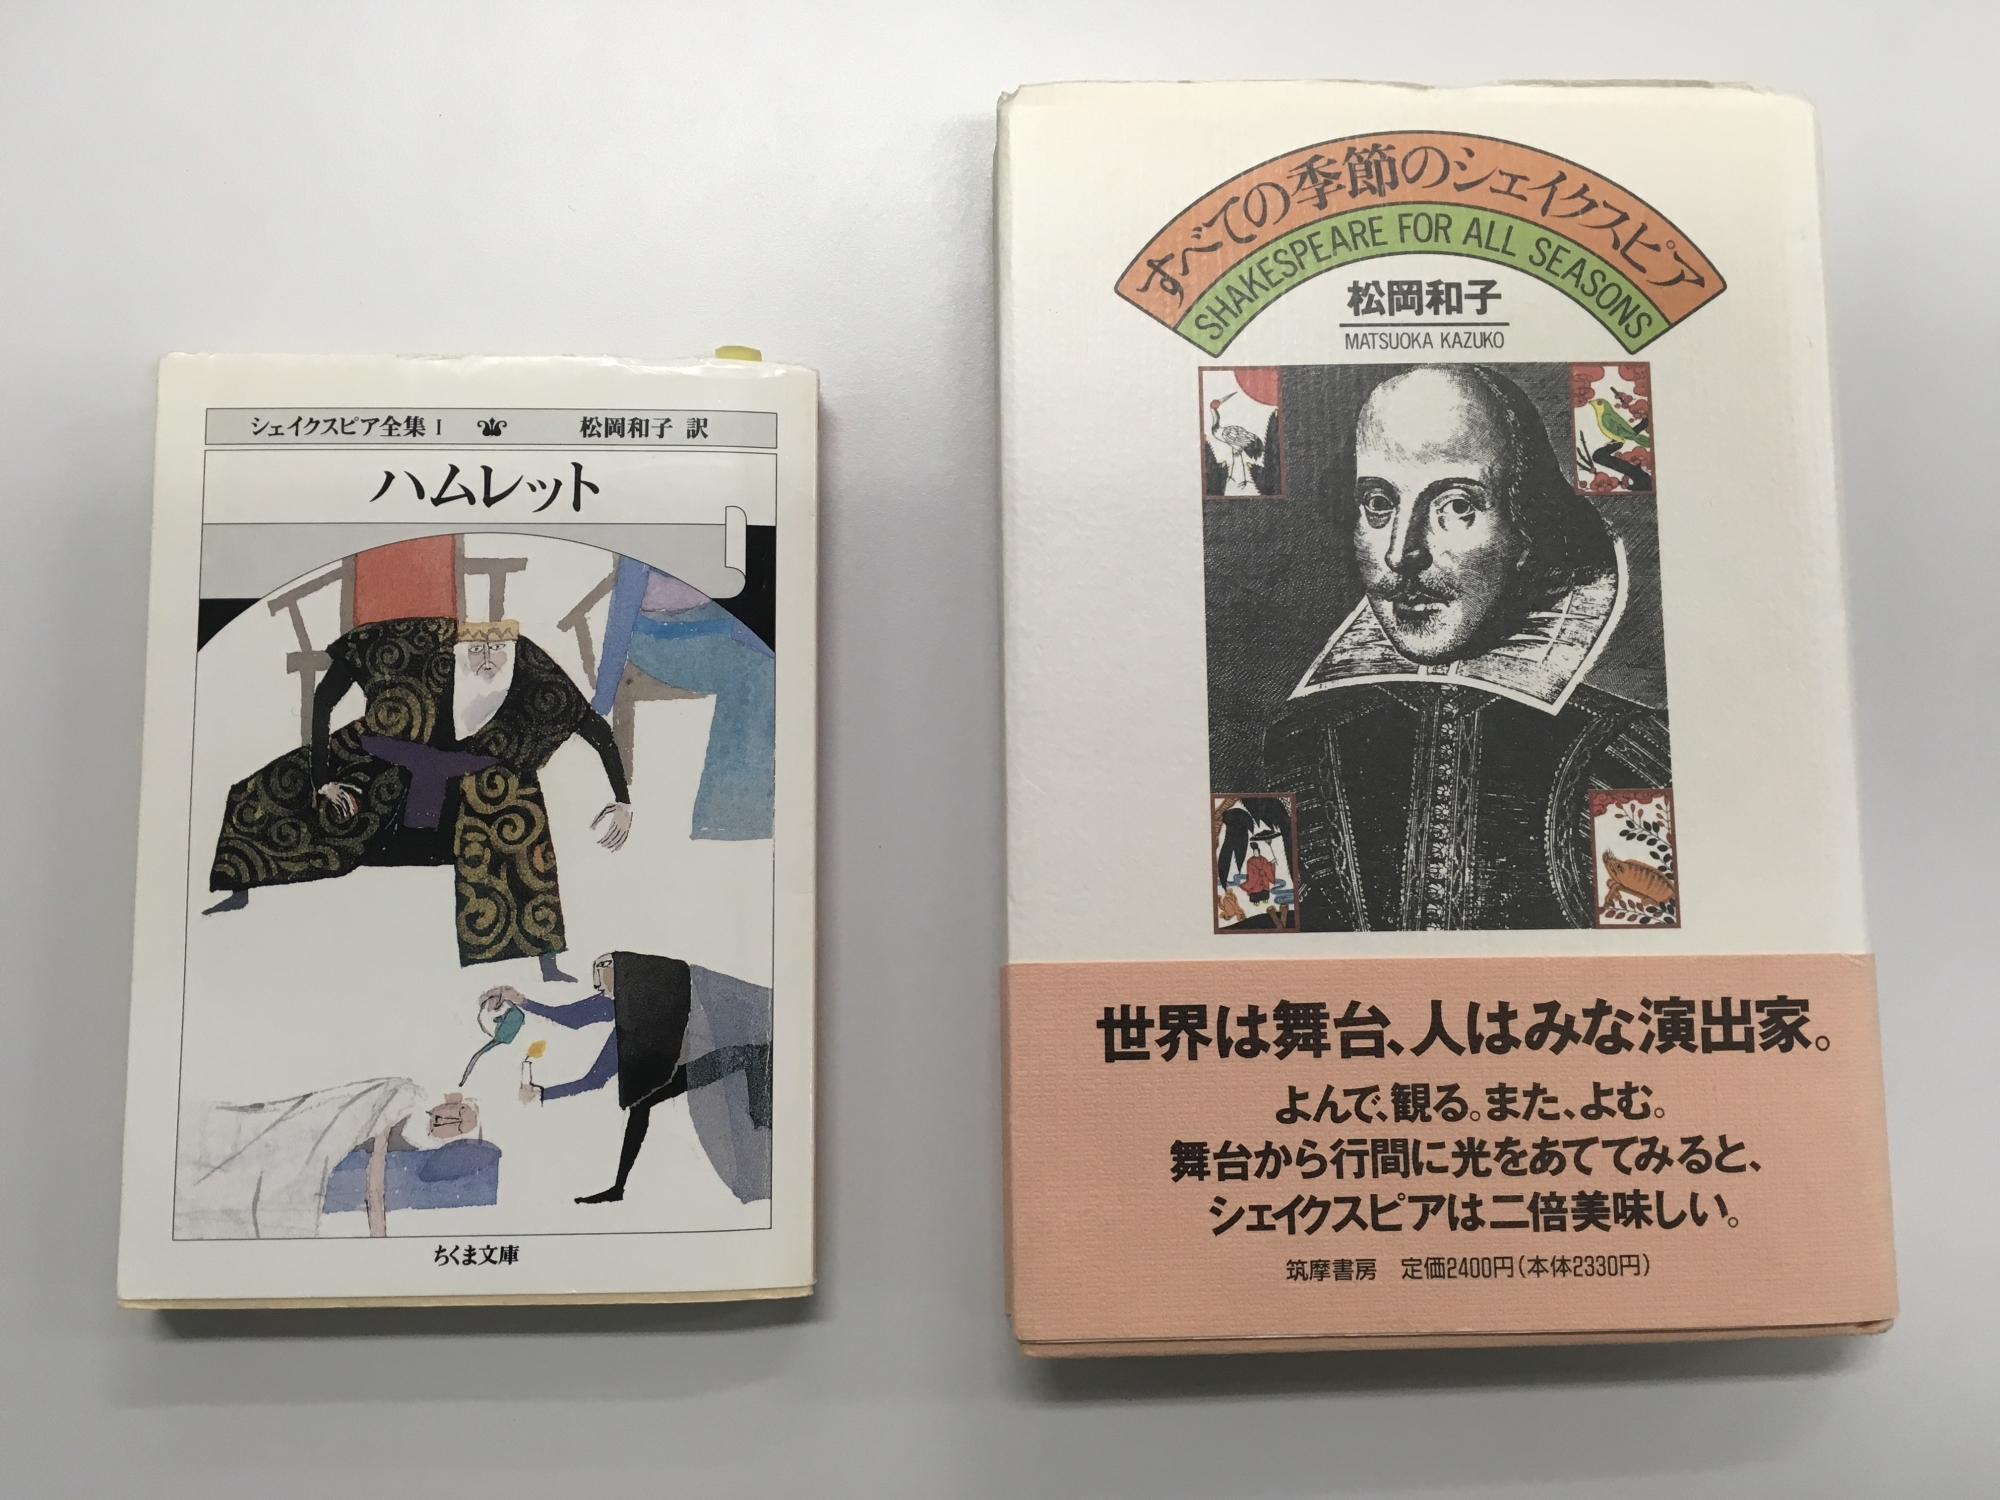 シェイクスピア全集 I 松岡和子 訳
ハムレット
ちくま文庫
すべての季節のシェイクスピア
SHAKESPEARE FOR ALL SEASONS
松岡和子
MATSUOKA KAZUKO
世界は舞台、人はみな演出家。
よんで、観る。また、よむ。
舞台から行間に光をあててみると、
シェイクスピアは二倍美味しい。
筑摩書房 定価2400円(本体2330円)